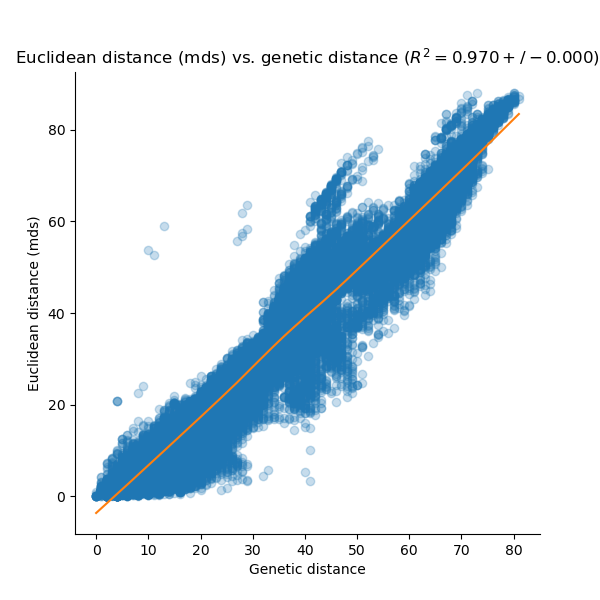 Euclidean distance (mds) vs. genetic distance (R² = 0.970 + / − 0.000)
80
60
40
20
0
Euclidean distance (mds)
0 10 20 30 40 50 60 70 80
Genetic distance